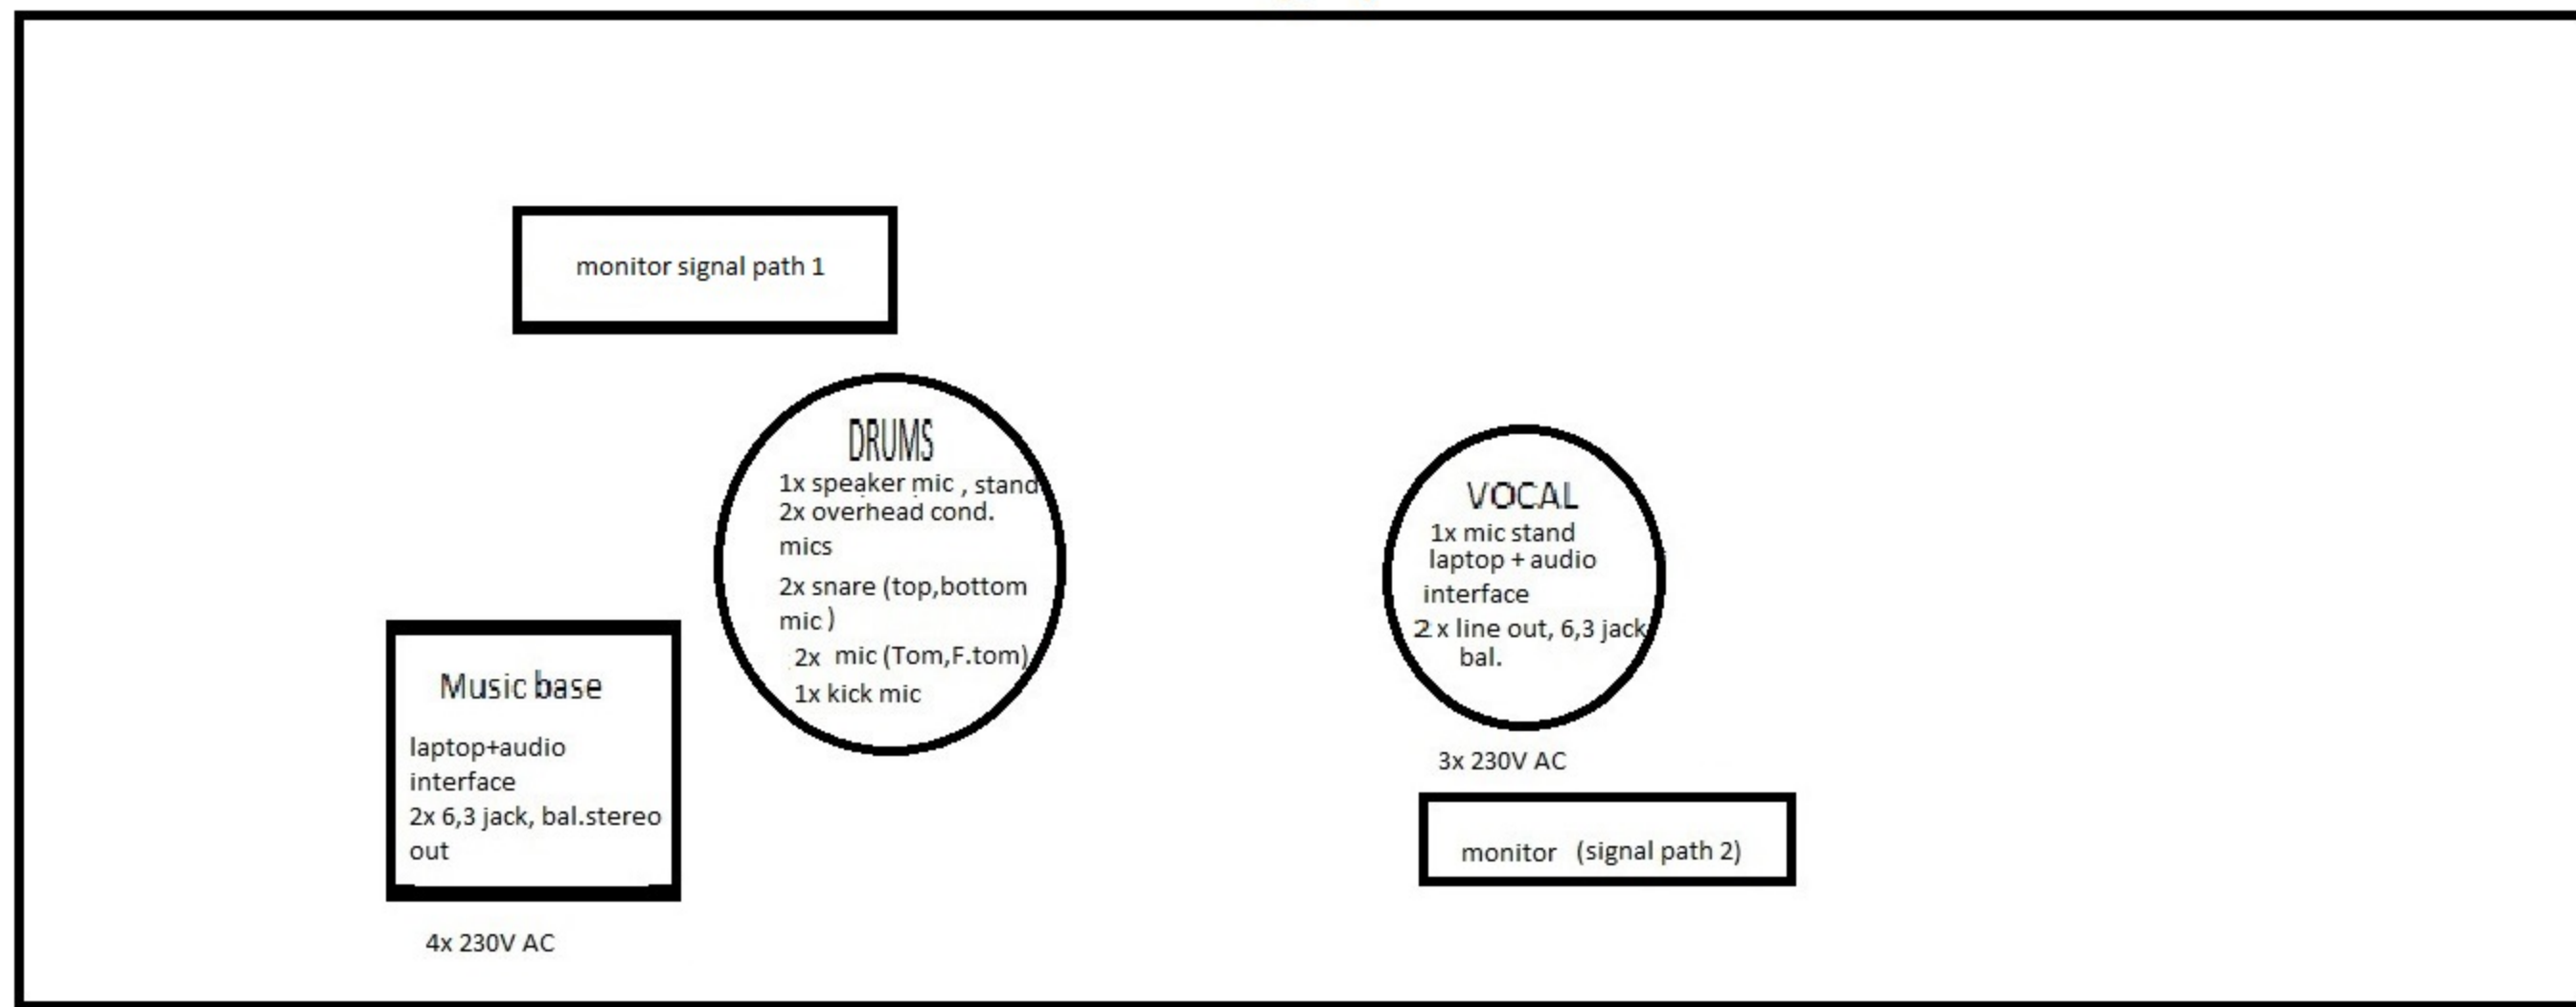 monitor signal path 1
DRUMS
1x speaker mic , stand
2x overhead cond.
mics
2x snare (top,bottom
mic )
2x mic (Tom,F.tom)
1x kick mic
VOCAL
1x mic stand
laptop + audio
interface
2 x line out, 6,3 jack
bal.
3x 230V AC
monitor (signal path 2)
Music base
laptop+audio
interface
2x 6,3 jack, bal.stereo
out
4x 230V AC